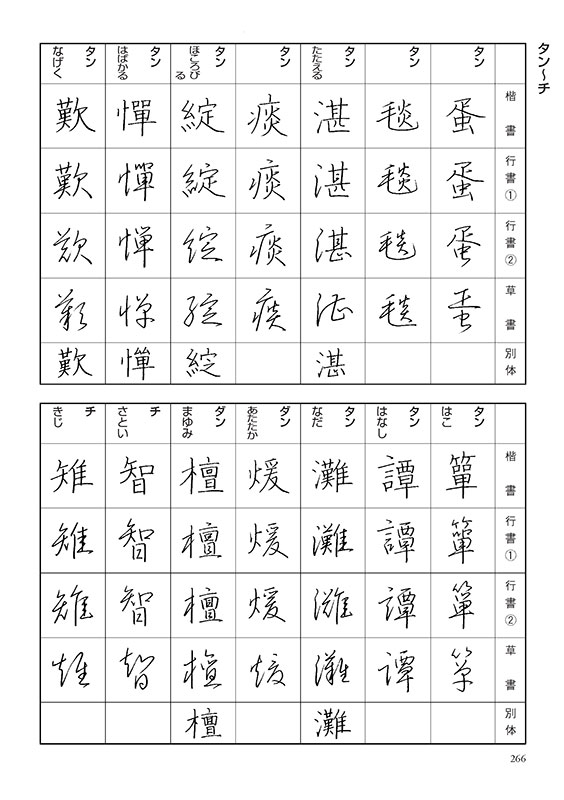 タン〜チ
楷書 行書① 行書② 草書 別体
タン 蛋 蛋 蛋 蛋
タン 毯 毯 毯 毯
タン たたえる 湛 湛 湛 湛 湛
タン 痰 痰 痰 痰
タン ほころびる 綻 綻 綻 綻 綻
タン はばかる 憚 憚 憚 憚 憚
タン なげく 歎 歎 歎 歎 歎
楷書 行書① 行書② 草書 別体
タン はこ 簞 簞 簞 簞
タン はなし 譚 譚 譚 譚
タン なだ 灘 灘 灘 灘 灘
ダン あたたか 煖 煖 煖 煖
ダン まゆみ 檀 檀 檀 檀 檀
チ さとい 智 智 智 智
チ きじ 雉 雉 雉 雉
266